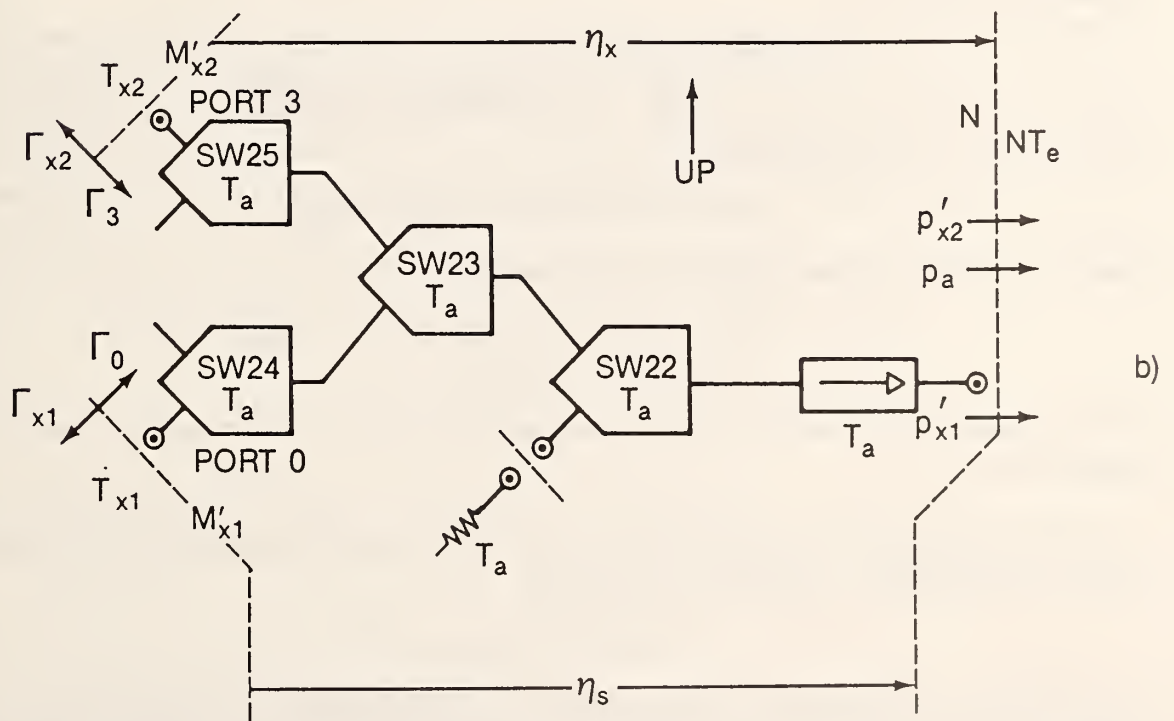 M′x2
ηx
Tx2
PORT 3
N
NTe
Γx2
SW25
Ta
UP
Γ3
p′x2
SW23
Ta
pa
Γ0
SW24
Ta
SW22
Ta
b)
Γx1
p′x1
PORT 0
Ta
Tx1
M′x1
Ta
ηs